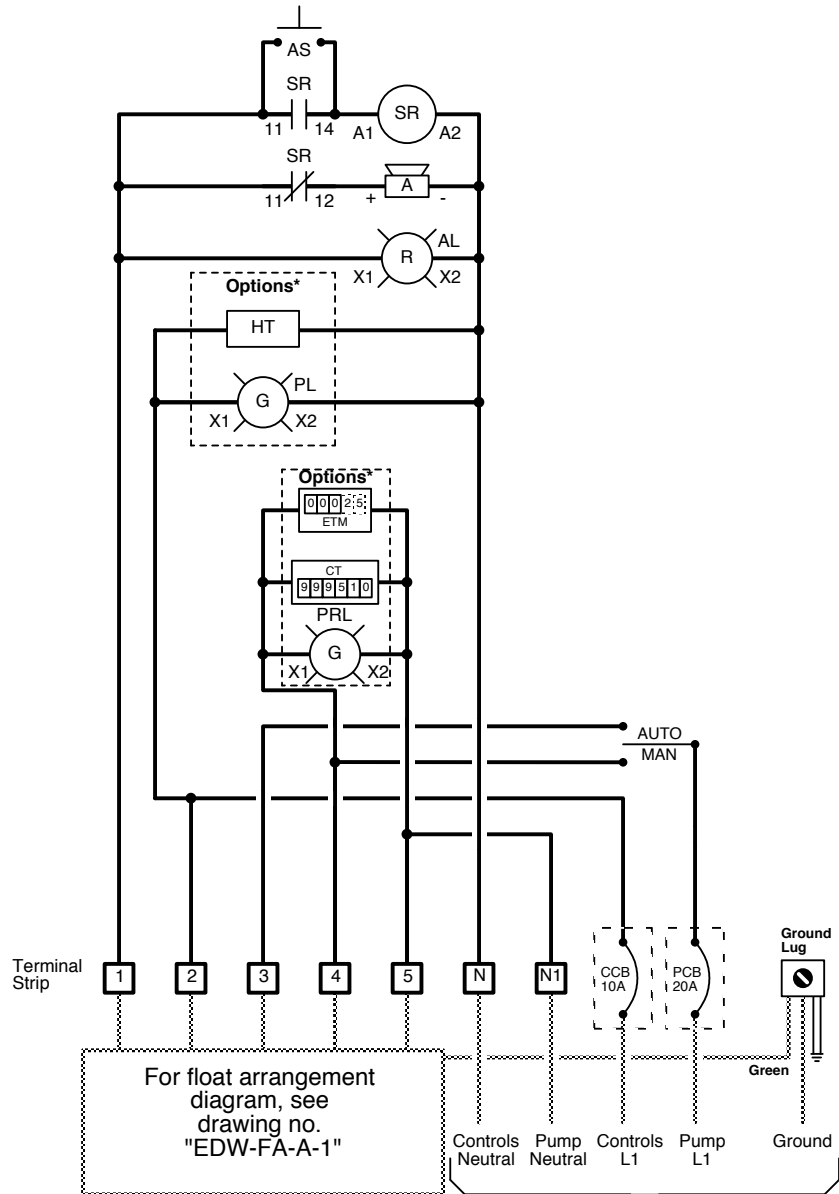 AS
SR
11 14 A1 SR A2
SR
11 12 + A -
R AL
X1 X2
Options*
HT
G PL
X1 X2
Options*
0 0 0 2 5
ETM
CT
9 9 9 5 1 0
PRL
G
X1 X2
AUTO
MAN
Terminal
Strip
1 2 3 4 5 N N1
CCB
10A
PCB
20A
Ground
Lug
Green
For float arrangement
diagram, see
drawing no.
"EDW-FA-A-1"
Controls
Neutral
Pump
Neutral
Controls
L1
Pump
L1
Ground